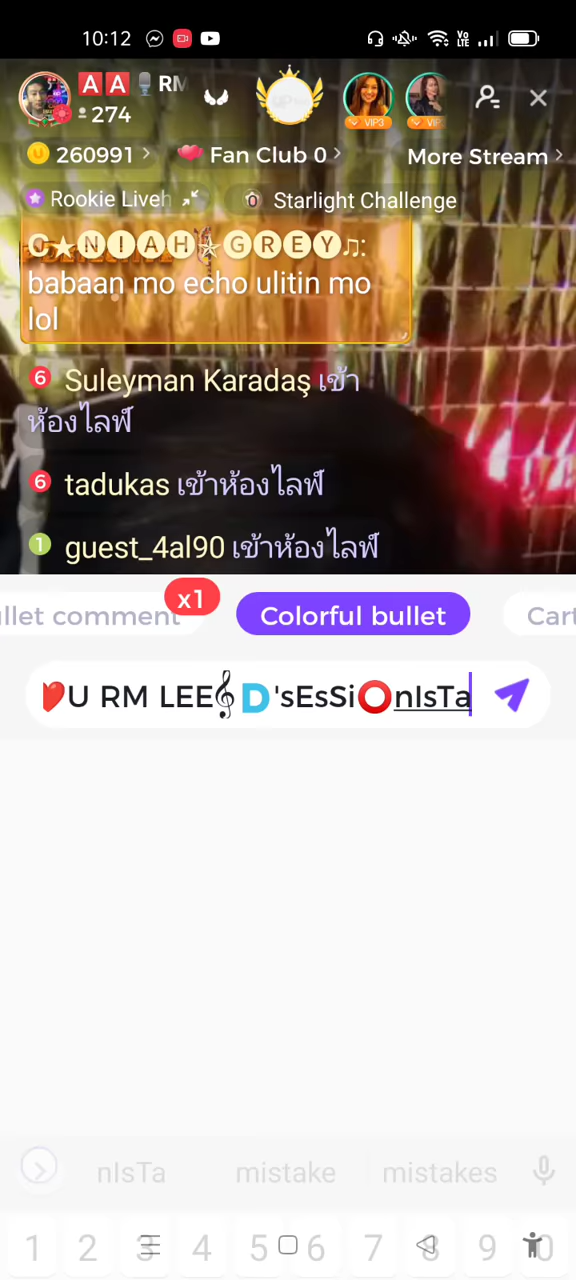 10:12
VO LTE
🅰🅰🎙RM
274
VIP3
VIP
260991
Fan Club 0
More Stream
Rookie Liveh
Starlight Challenge
C★🅝❗🅐🅗✯🅖🅡🅔🅨♫:
babaan mo echo ulitin mo
lol
6 Suleyman Karadaş เข้า
ห้องไลฟ์
6 tadukas เข้าห้องไลฟ์
1 guest_4al90 เข้าห้องไลฟ์
x1
llet comment
Colorful bullet
Cart
❤U RM LEE𝄞D'sEsSi⭕nIsTa
nIsTa
mistake
mistakes
1 2 3 4 5 6 7 8 9 0